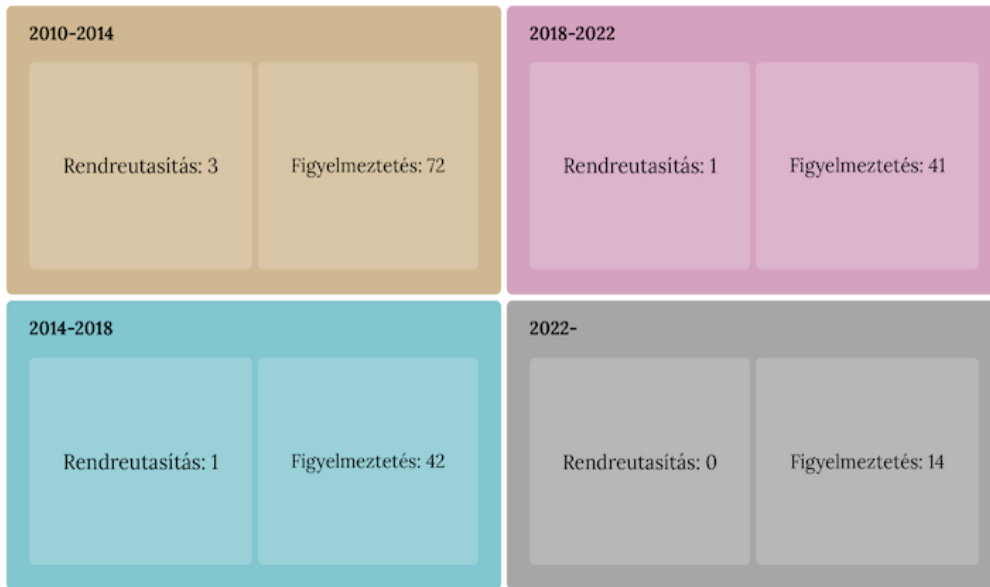 2010-2014
Rendreutasítás: 3
Figyelmeztetés: 72
2018-2022
Rendreutasítás: 1
Figyelmeztetés: 41
2014-2018
Rendreutasítás: 1
Figyelmeztetés: 42
2022-
Rendreutasítás: 0
Figyelmeztetés: 14